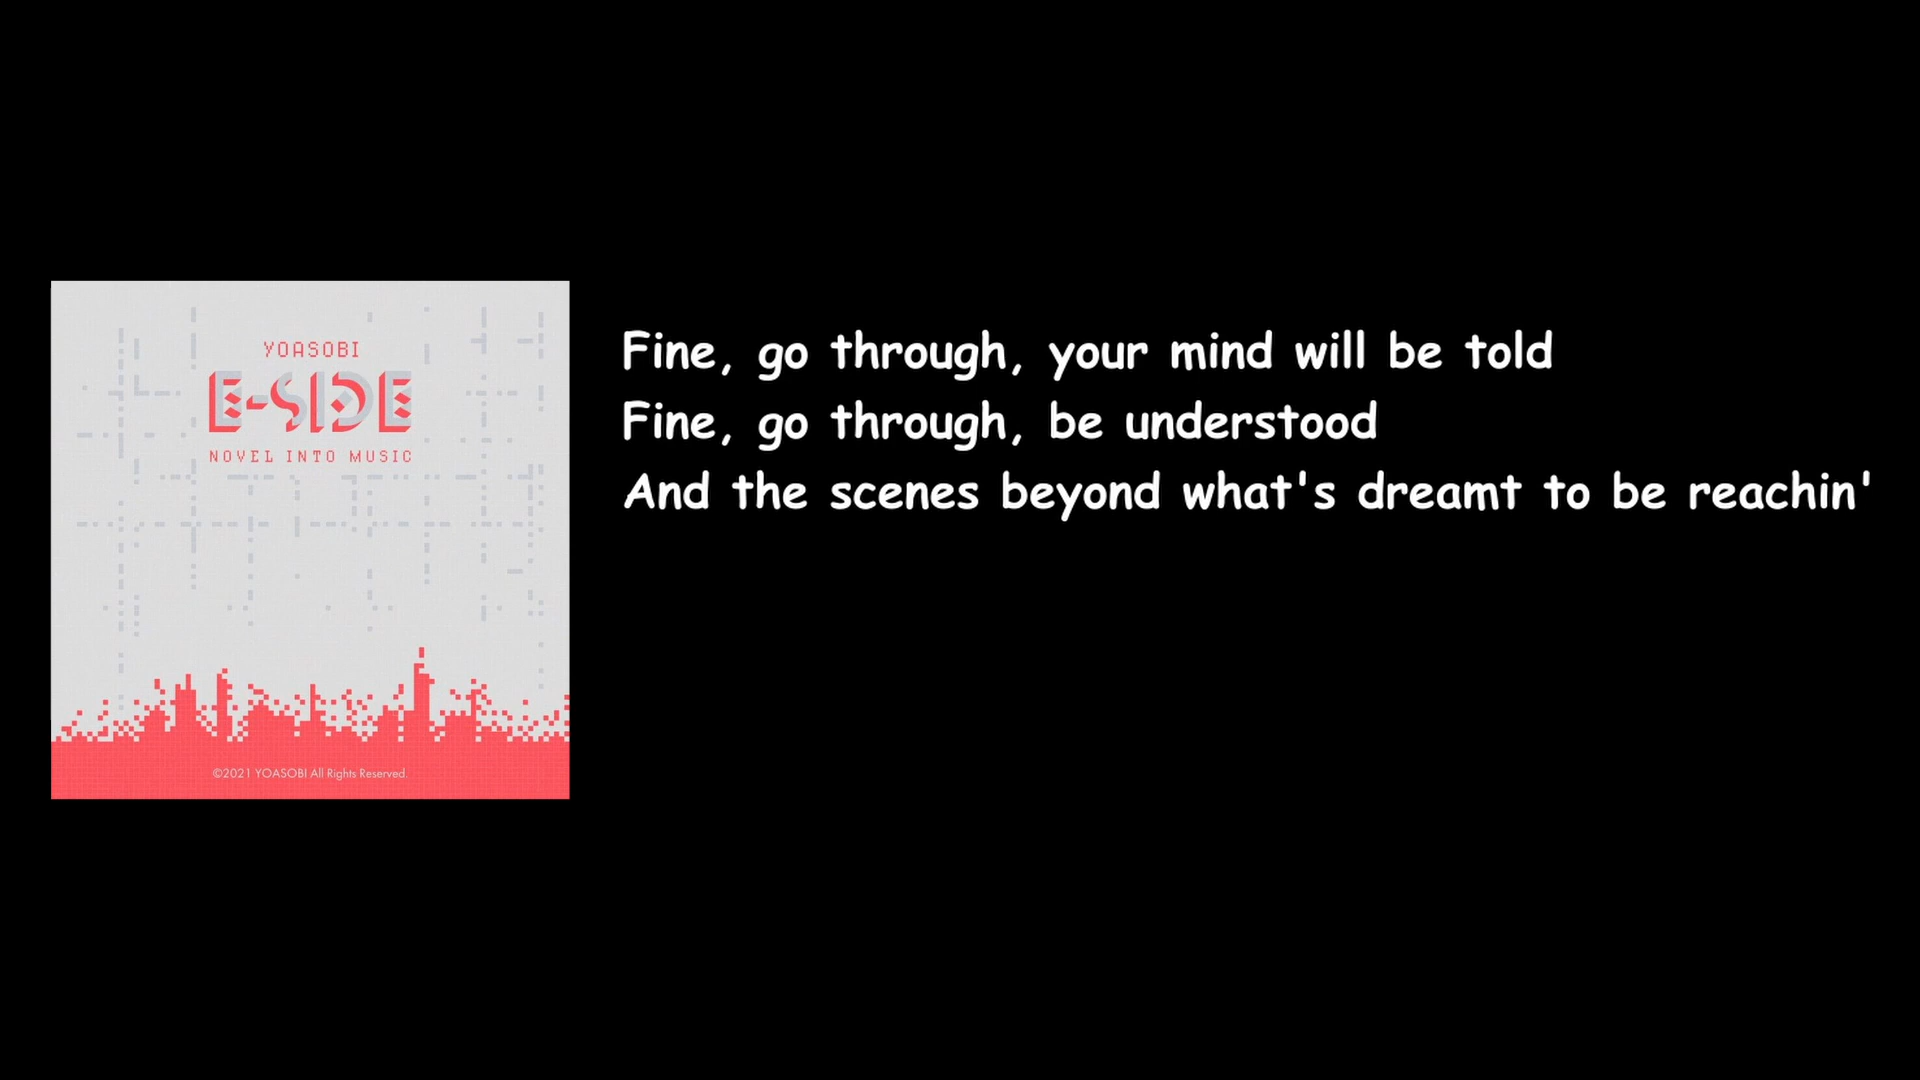 YOASOBI
E-SIDE
NOVEL INTO MUSIC
©2021 YOASOBI All Rights Reserved.
Fine, go through, your mind will be told
Fine, go through, be understood
And the scenes beyond what's dreamt to be reachin'